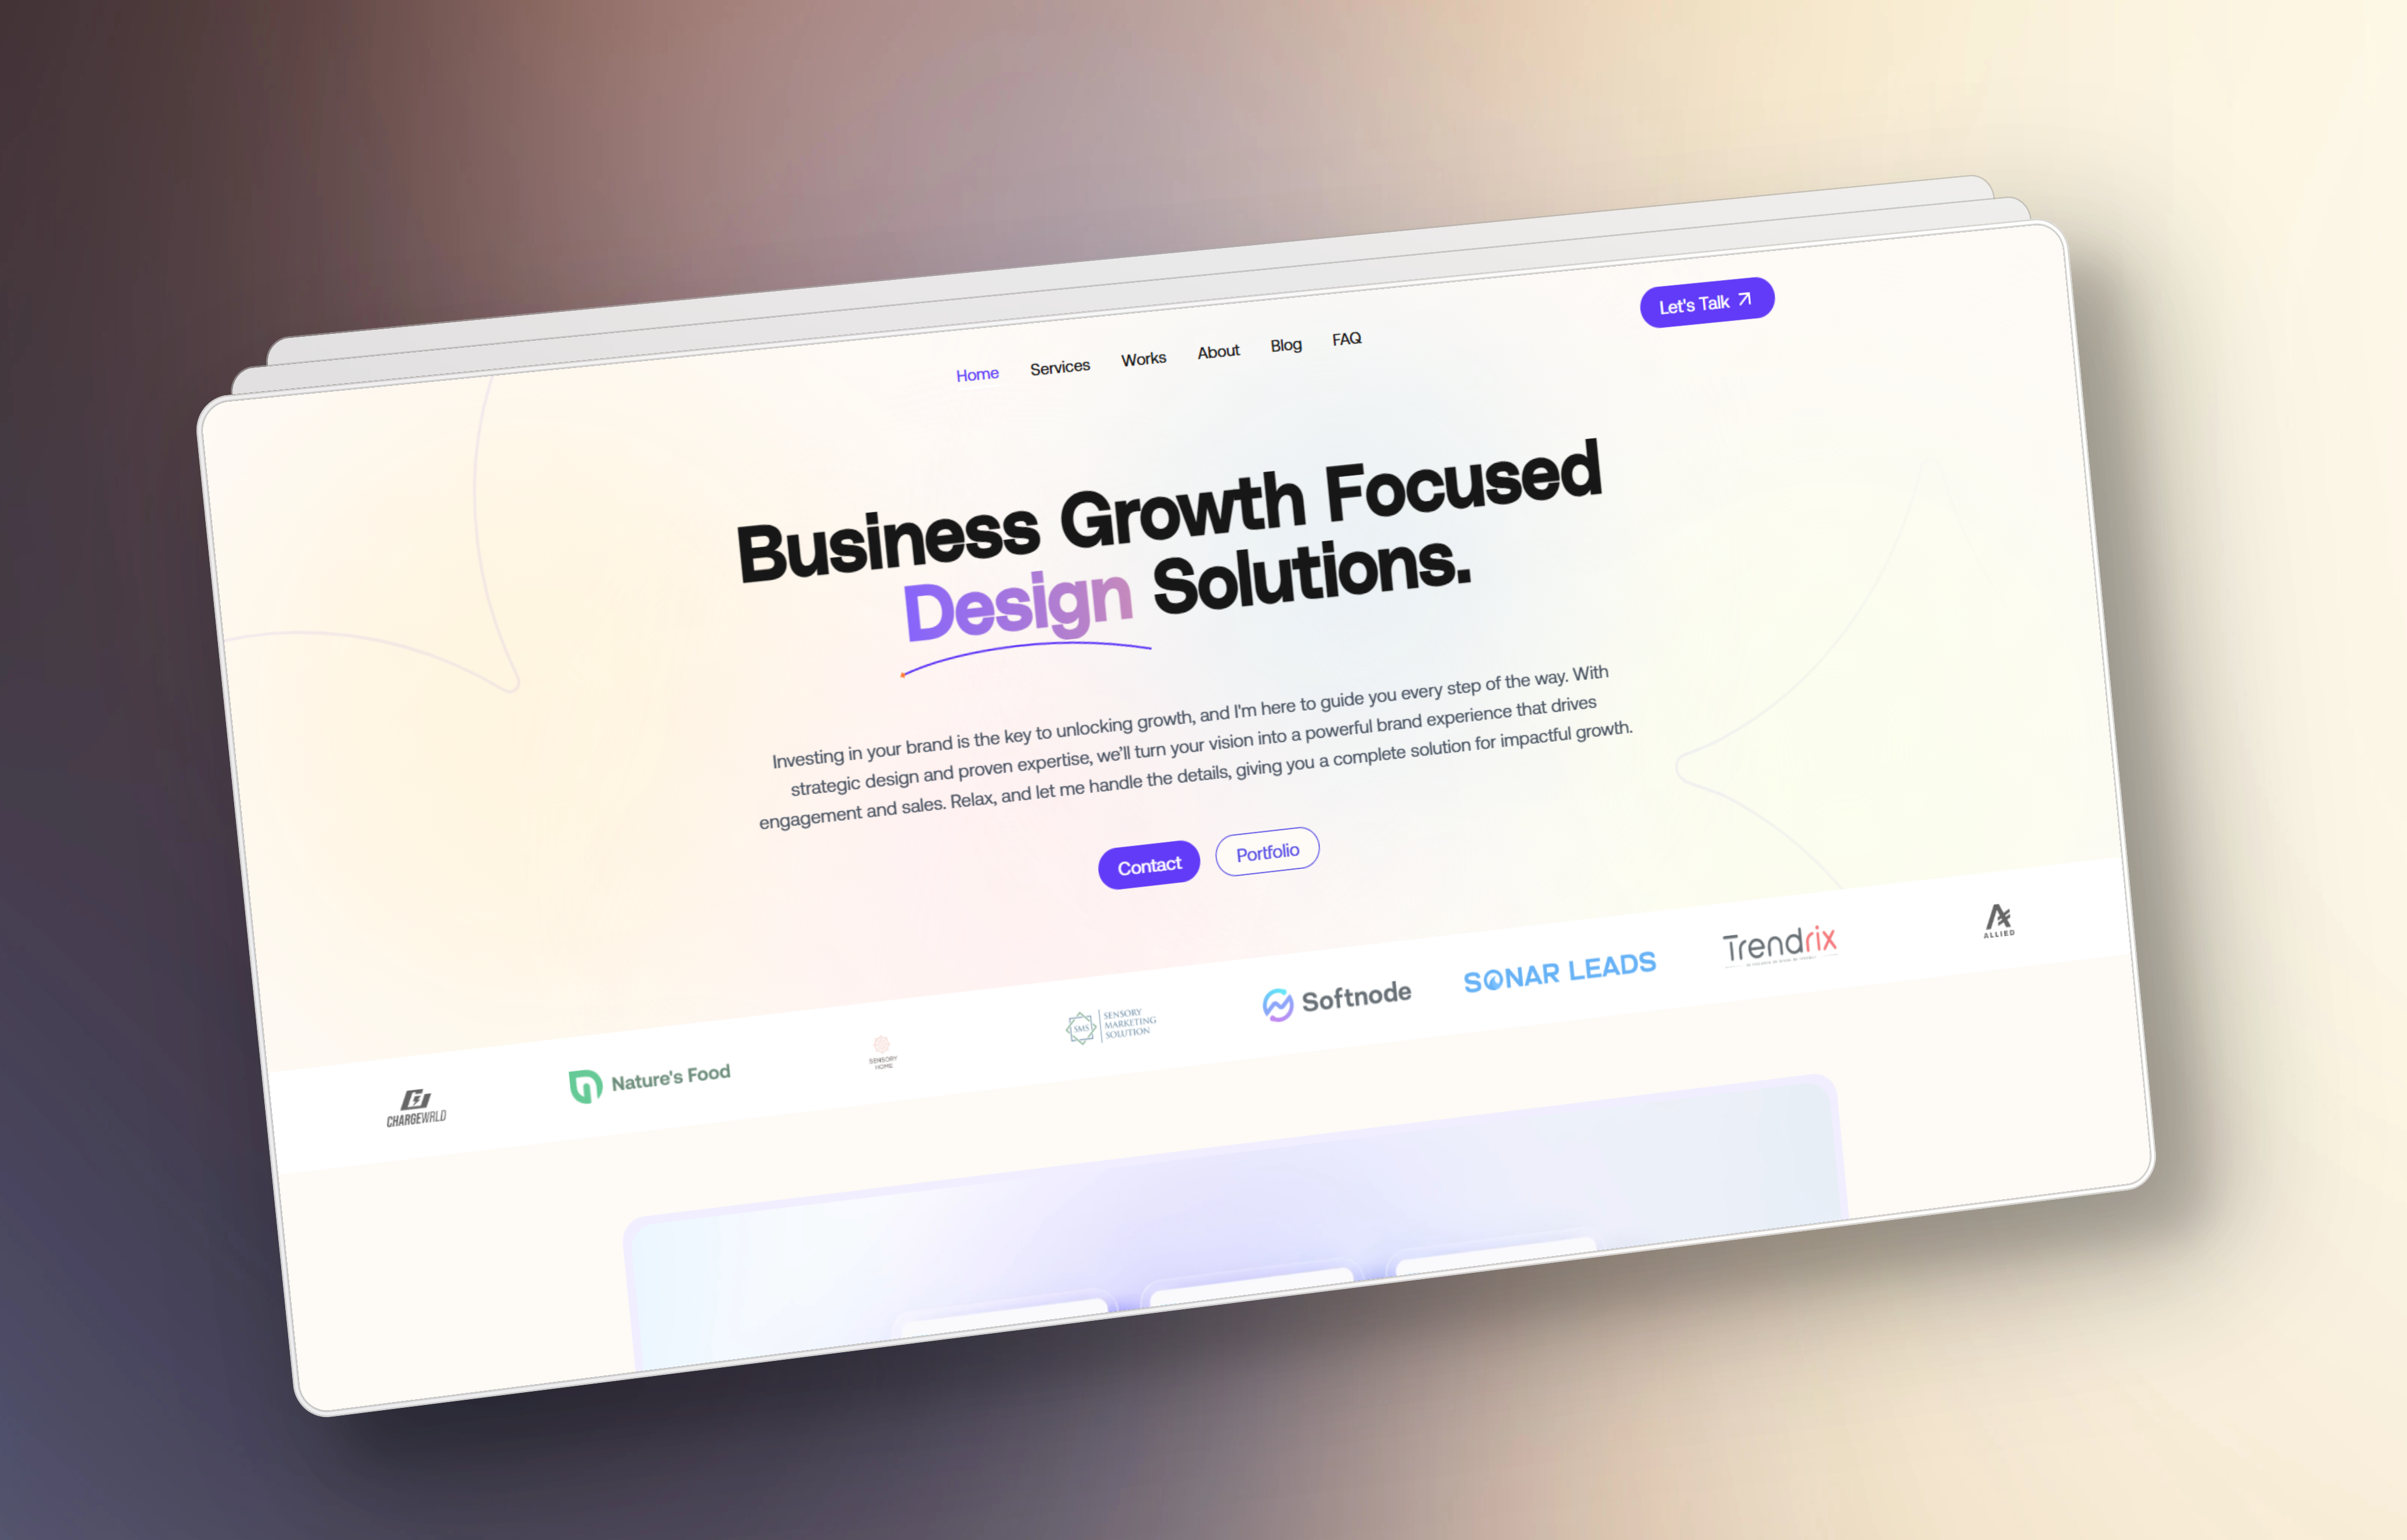 Let's Talk
Home Services Works About Blog FAQ
Business Growth Focused
Design Solutions.
Investing in your brand is the key to unlocking growth, and I'm here to guide you every step of the way. With
strategic design and proven expertise, we'll turn your vision into a powerful brand experience that drives
engagement and sales. Relax, and let me handle the details, giving you a complete solution for impactful growth.
Contact Portfolio
CHARGEWRLD
Nature's Food
SENSORY
HOME
SMS
SENSORY
MARKETING
SOLUTION
Softnode
SONAR LEADS
Trendrix
ALLIED